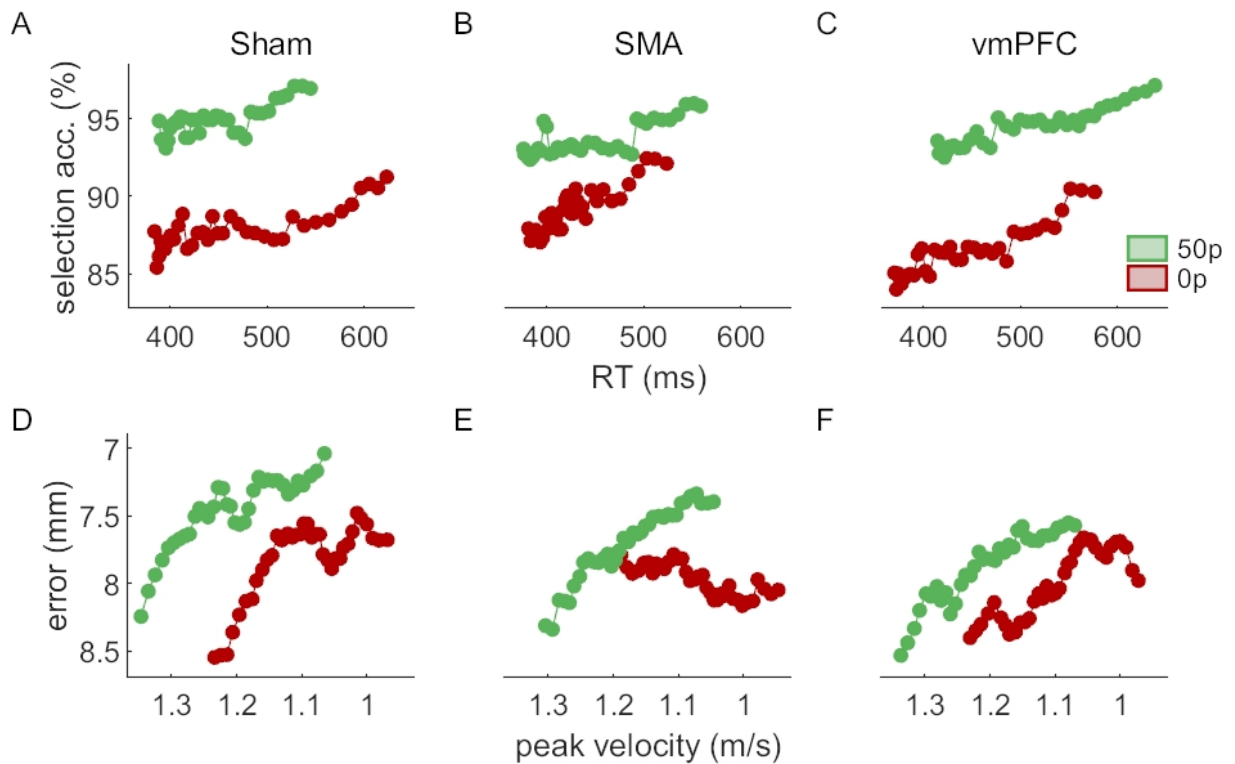 A
B
C
Sham
SMA
vmPFC
selection acc. (%)
95
90
85
50p
0p
400 500 600
400 500 600
400 500 600
RT (ms)
D
E
F
error (mm)
7
7.5
8
8.5
1.3 1.2 1.1 1
1.3 1.2 1.1 1
1.3 1.2 1.1 1
peak velocity (m/s)